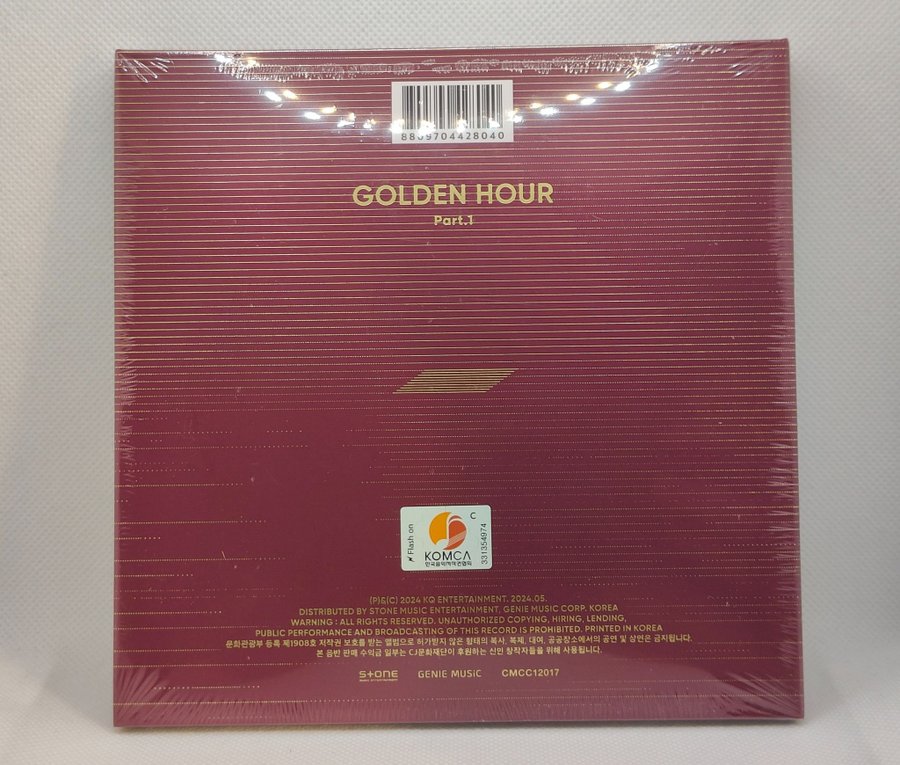 8809704428040
GOLDEN HOUR
Part.1
Flash on
KOMCA
한국음악저작권협회
C
331354974
(P)&(C) 2024 KQ ENTERTAINMENT. 2024.05.
DISTRIBUTED BY STONE MUSIC ENTERTAINMENT, GENIE MUSIC CORP. KOREA
WARNING : ALL RIGHTS RESERVED. UNAUTHORIZED COPYING, HIRING, LENDING,
PUBLIC PERFORMANCE AND BROADCASTING OF THIS RECORD IS PROHIBITED. PRINTED IN KOREA
문화관광부 등록 제1908호 저작권 보호를 받는 앨범으로 허가받지 않은 형태의 복사, 복제, 대여, 공공장소에서의 공연 및 상연은 금지됩니다.
본 음반 판매 수익금 일부는 CJ문화재단이 후원하는 신인 창작자들을 위해 사용됩니다.
STONE
MUSIC ENTERTAINMENT
GENIE MUSIC
CMCC12017